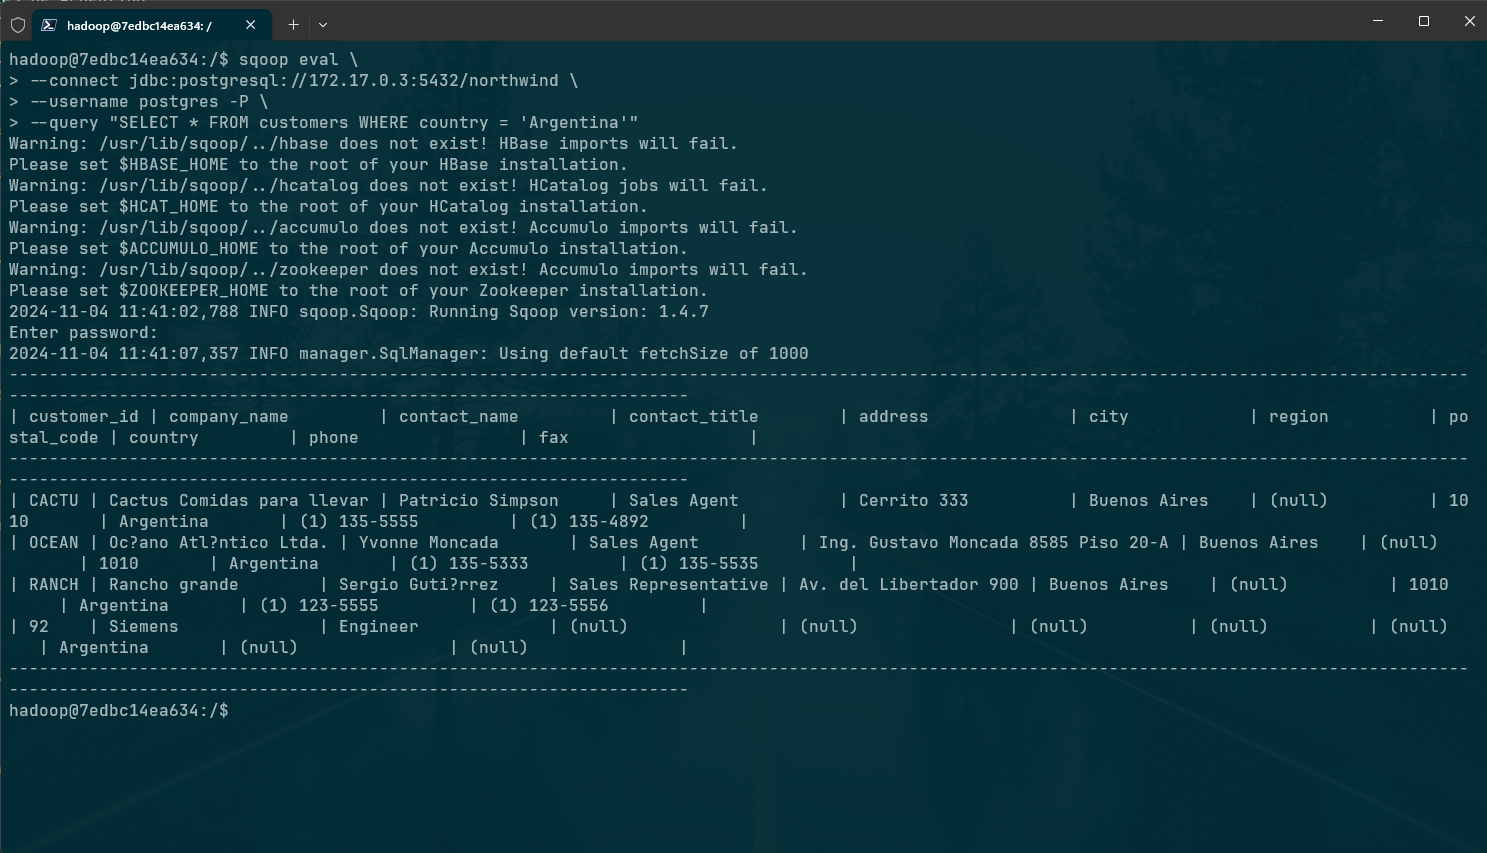 hadoop@7edbc14ea634: /
hadoop@7edbc14ea634:/$ sqoop eval \
> --connect jdbc:postgresql://172.17.0.3:5432/northwind \
> --username postgres -P \
> --query "SELECT * FROM customers WHERE country = 'Argentina'"
Warning: /usr/lib/sqoop/../hbase does not exist! HBase imports will fail.
Please set $HBASE_HOME to the root of your HBase installation.
Warning: /usr/lib/sqoop/../hcatalog does not exist! HCatalog jobs will fail.
Please set $HCAT_HOME to the root of your HCatalog installation.
Warning: /usr/lib/sqoop/../accumulo does not exist! Accumulo imports will fail.
Please set $ACCUMULO_HOME to the root of your Accumulo installation.
Warning: /usr/lib/sqoop/../zookeeper does not exist! Accumulo imports will fail.
Please set $ZOOKEEPER_HOME to the root of your Zookeeper installation.
2024-11-04 11:41:02,788 INFO sqoop.Sqoop: Running Sqoop version: 1.4.7
Enter password:
2024-11-04 11:41:07,357 INFO manager.SqlManager: Using default fetchSize of 1000
--------------------------------------------------------------------------------------------------------------------------------------------------
--------------------------------------------------------------------
| customer_id | company_name         | contact_name         | contact_title        | address              | city            | region          | po
stal_code | country         | phone                | fax                  |
--------------------------------------------------------------------------------------------------------------------------------------------------
--------------------------------------------------------------------
| CACTU | Cactus Comidas para llevar | Patricio Simpson     | Sales Agent          | Cerrito 333          | Buenos Aires    | (null)          | 10
10       | Argentina       | (1) 135-5555         | (1) 135-4892         |
| OCEAN | Oc?ano Atl?ntico Ltda. | Yvonne Moncada       | Sales Agent          | Ing. Gustavo Moncada 8585 Piso 20-A | Buenos Aires    | (null)
       | 1010       | Argentina       | (1) 135-5333         | (1) 135-5535         |
| RANCH | Rancho grande        | Sergio Guti?rrez     | Sales Representative | Av. del Libertador 900 | Buenos Aires    | (null)          | 1010
     | Argentina       | (1) 123-5555         | (1) 123-5556         |
| 92    | Siemens              | Engineer             | (null)               | (null)               | (null)          | (null)          | (null)
   | Argentina       | (null)               | (null)               |
--------------------------------------------------------------------------------------------------------------------------------------------------
--------------------------------------------------------------------
hadoop@7edbc14ea634:/$